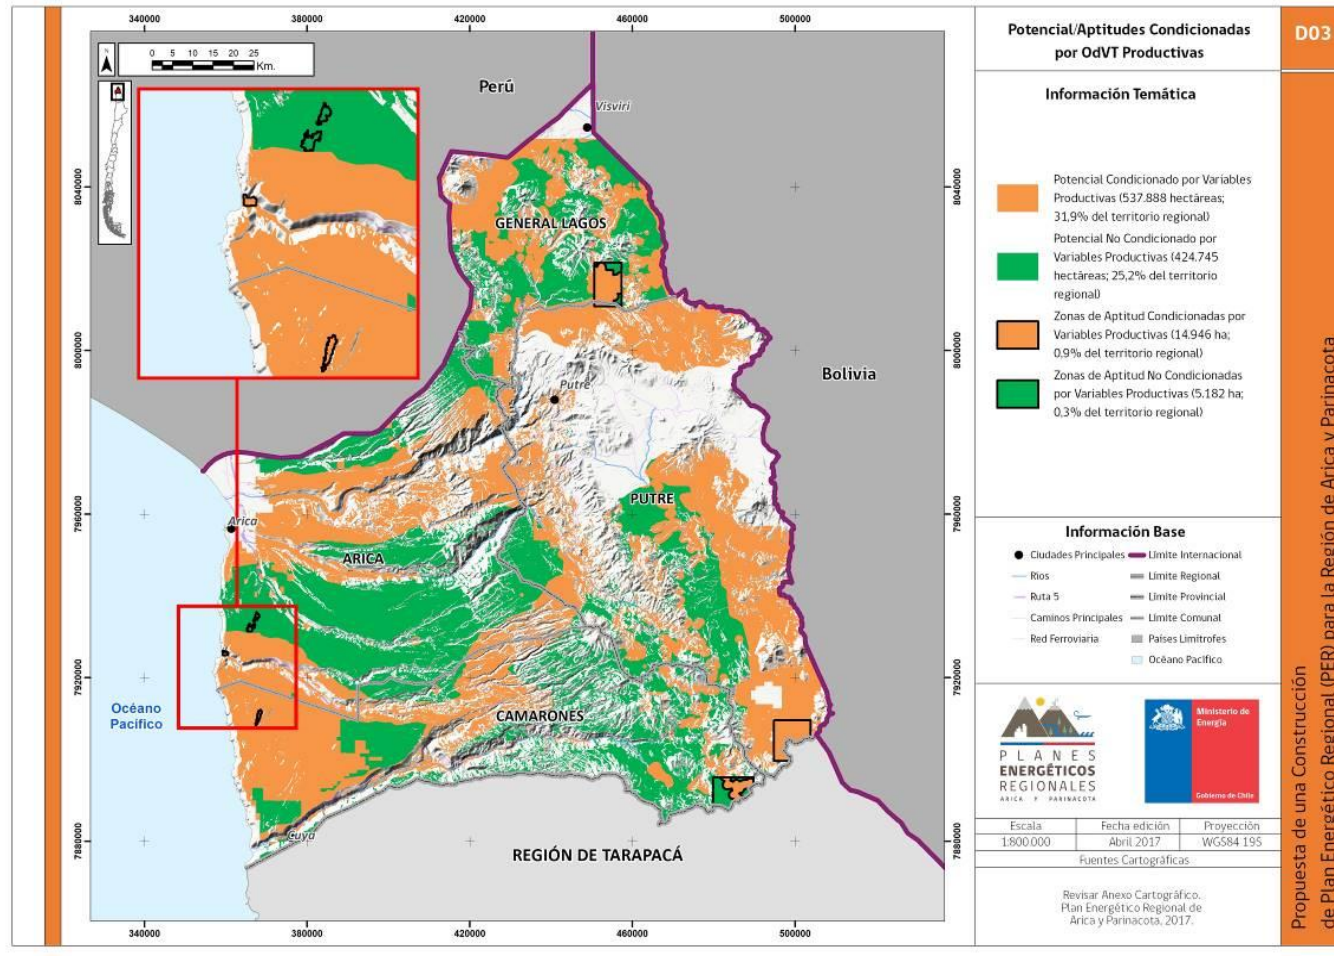 340000
420000
460000
500000
0 5 10 15 20 25
Km.
N
Perú
Visviri
8040000
8040000
GENERAL LAGOS
8000000
8000000
Bolivia
Putre
PUTRE
7960000
7960000
Arica
ARICA
7920000
7920000
Océano
Pacífico
CAMARONES
7880000
7880000
Cuya
REGIÓN DE TARAPACÁ
340000
380000
420000
460000
500000
Potencial/Aptitudes Condicionadas
por OdVT Productivas
Información Temática
Potencial Condicionado por Variables
Productivas (537.888 hectáreas;
31,9% del territorio regional)
Potencial No Condicionado por
Variables Productivas (424.745
hectáreas; 25,2% del territorio
regional)
Zonas de Aptitud Condicionadas por
Variables Productivas (14.946 ha;
0,9% del territorio regional)
Zonas de Aptitud No Condicionadas
por Variables Productivas (5.182 ha;
0,3% del territorio regional)
Información Base
Ciudades Principales
Límite Internacional
Ríos
Límite Regional
Ruta 5
Límite Provincial
Caminos Principales
Límite Comunal
Red Ferroviaria
Países Limítrofes
Océano Pacífico
PLANES
ENERGÉTICOS
REGIONALES
ARICA Y PARINACOTA
Ministerio de
Energía
Gobierno de Chile
Escala
Fecha edición
Proyección
1:800.000
Abril 2017
WGS84 19S
Fuentes Cartográficas
Revisar Anexo Cartográfico.
Plan Energético Regional de
Arica y Parinacota, 2017.
D03
Propuesta de una Construcción
de Plan Energético Regional (PER) para la Región de Arica y Parinacota